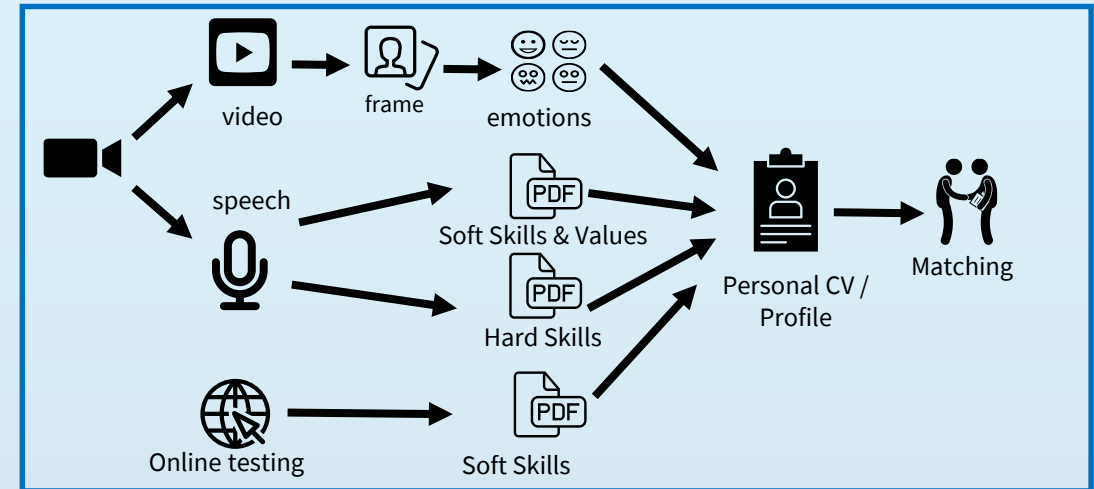 video
frame
emotions
speech
PDF
Soft Skills & Values
PDF
Hard Skills
Personal CV /
Profile
Matching
Online testing
PDF
Soft Skills